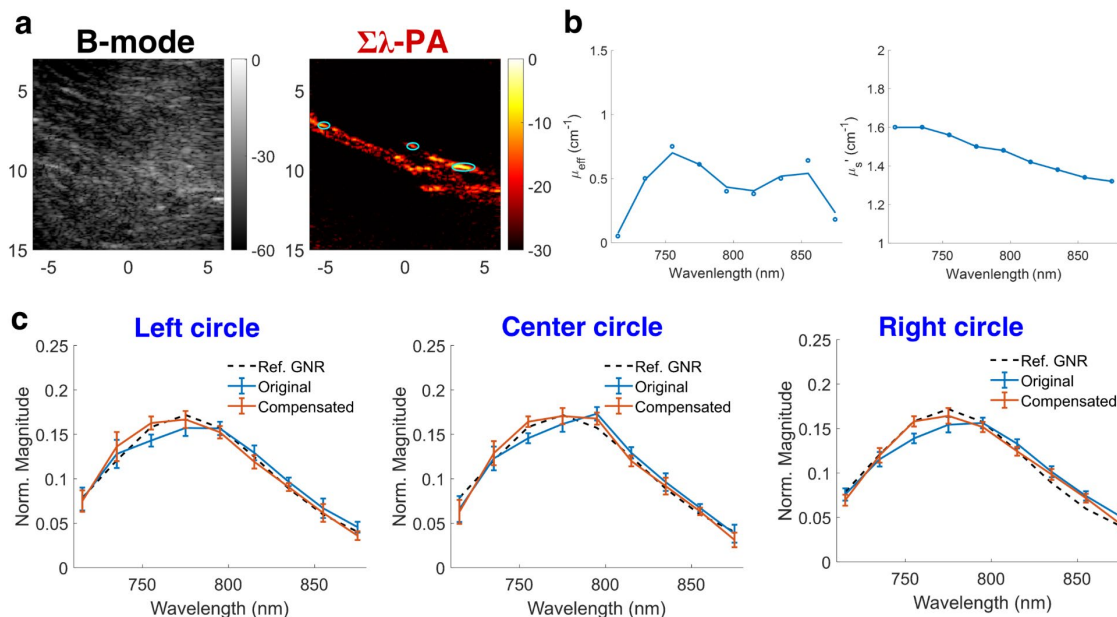 a
B-mode
Σλ-PA
5
10
15
-5 0 5
0
-30
-60
5
10
15
-5 0 5
0
-10
-20
-30
b
1.5
1
0.5
0
μeff (cm-1)
750 800 850
Wavelength (nm)
2
1.8
1.6
1.4
1.2
1
μs' (cm-1)
750 800 850
Wavelength (nm)
c
Left circle
0.25
0.2
0.15
0.1
0.05
0
Norm. Magnitude
Ref. GNR
Original
Compensated
750 800 850
Wavelength (nm)
Center circle
0.25
0.2
0.15
0.1
0.05
0
Norm. Magnitude
Ref. GNR
Original
Compensated
750 800 850
Wavelength (nm)
Right circle
0.25
0.2
0.15
0.1
0.05
0
Norm. Magnitude
Ref. GNR
Original
Compensated
750 800 850
Wavelength (nm)